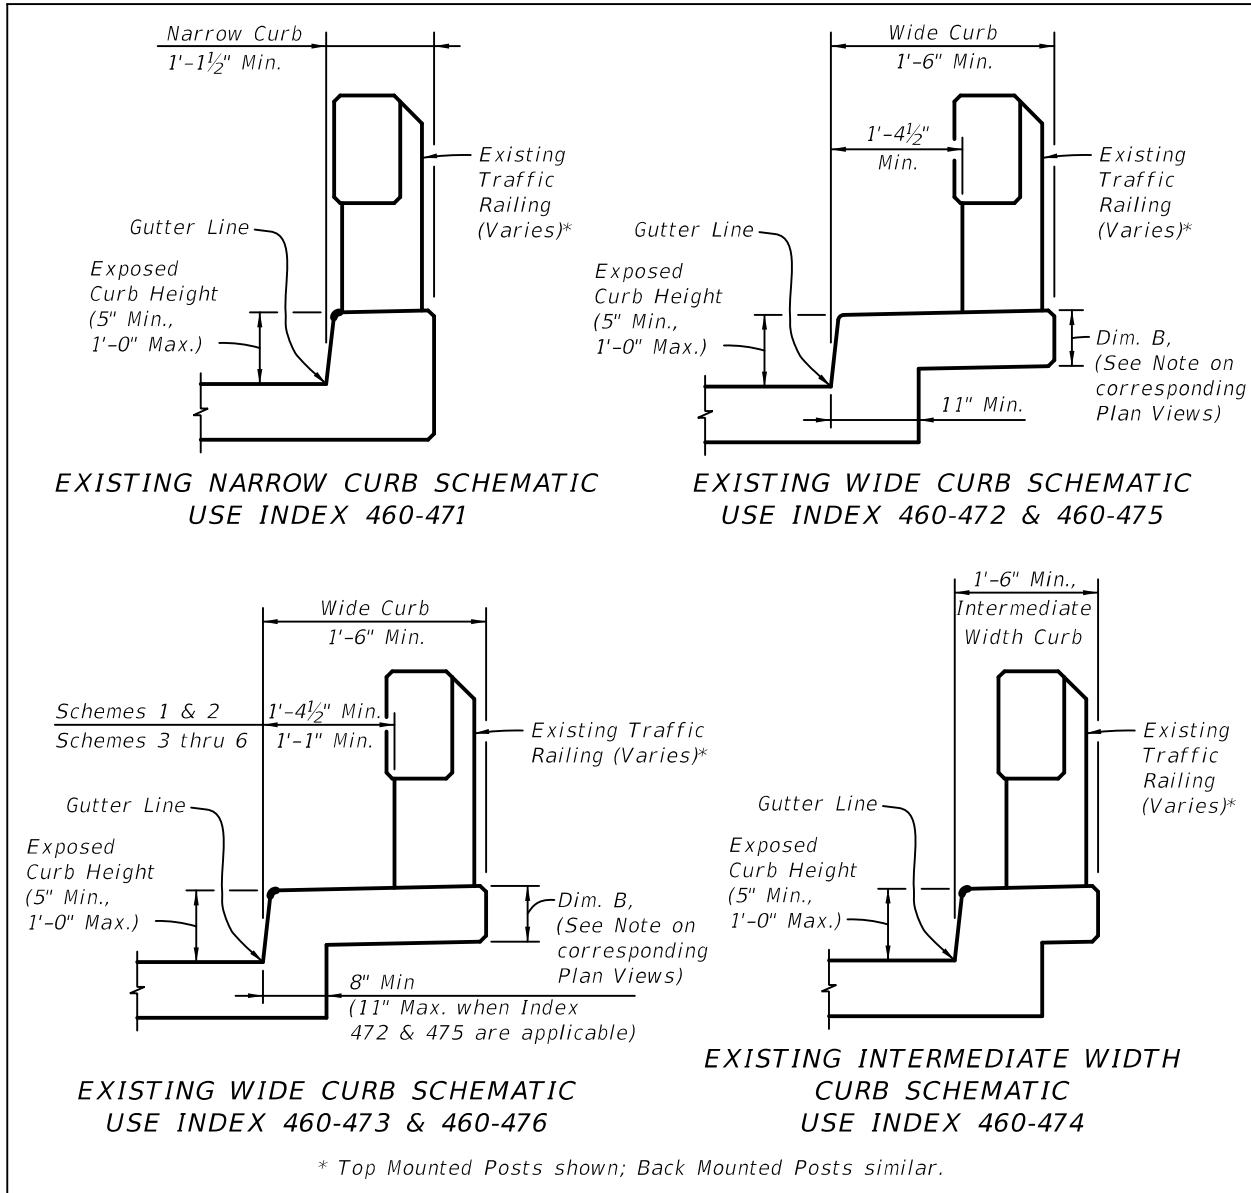 Narrow Curb
1'-1½" Min.
Existing
Traffic
Railing
(Varies)*
Gutter Line
Exposed
Curb Height
(5" Min.,
1'-0" Max.)
EXISTING NARROW CURB SCHEMATIC
USE INDEX 460-471
Wide Curb
1'-6" Min.
1'-4½"
Min.
Existing
Traffic
Railing
(Varies)*
Gutter Line
Exposed
Curb Height
(5" Min.,
1'-0" Max.)
Dim. B,
(See Note on
corresponding
Plan Views)
11" Min.
EXISTING WIDE CURB SCHEMATIC
USE INDEX 460-472 & 460-475
Wide Curb
1'-6" Min.
Schemes 1 & 2 1'-4½" Min.
Schemes 3 thru 6 1'-1" Min.
Existing Traffic
Railing (Varies)*
Gutter Line
Exposed
Curb Height
(5" Min.,
1'-0" Max.)
Dim. B,
(See Note on
corresponding
Plan Views)
8" Min
(11" Max. when Index
472 & 475 are applicable)
EXISTING WIDE CURB SCHEMATIC
USE INDEX 460-473 & 460-476
1'-6" Min.,
Intermediate
Width Curb
Existing
Traffic
Railing
(Varies)*
Gutter Line
Exposed
Curb Height
(5" Min.,
1'-0" Max.)
EXISTING INTERMEDIATE WIDTH
CURB SCHEMATIC
USE INDEX 460-474
* Top Mounted Posts shown; Back Mounted Posts similar.